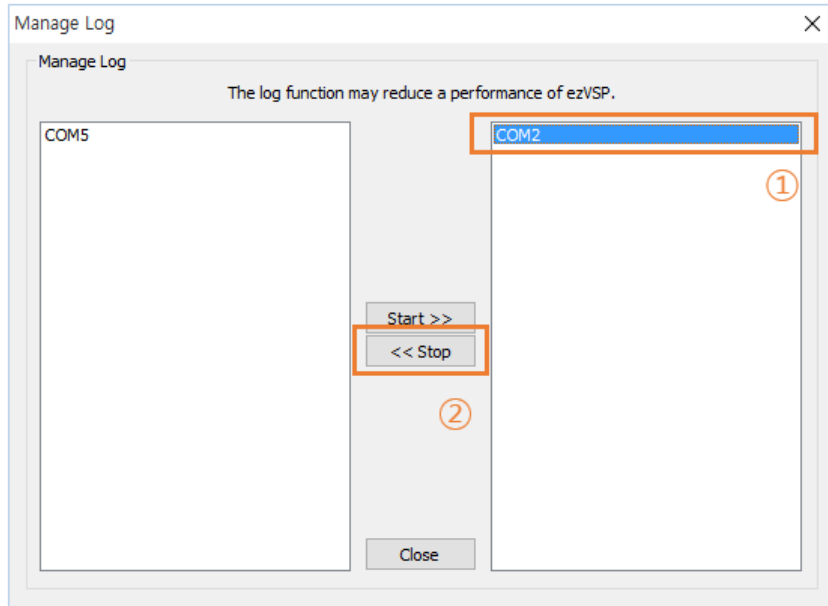 Manage Log
Manage Log
The log function may reduce a performance of ezVSP.
COM5
COM2
①
Start >>
<< Stop
②
Close